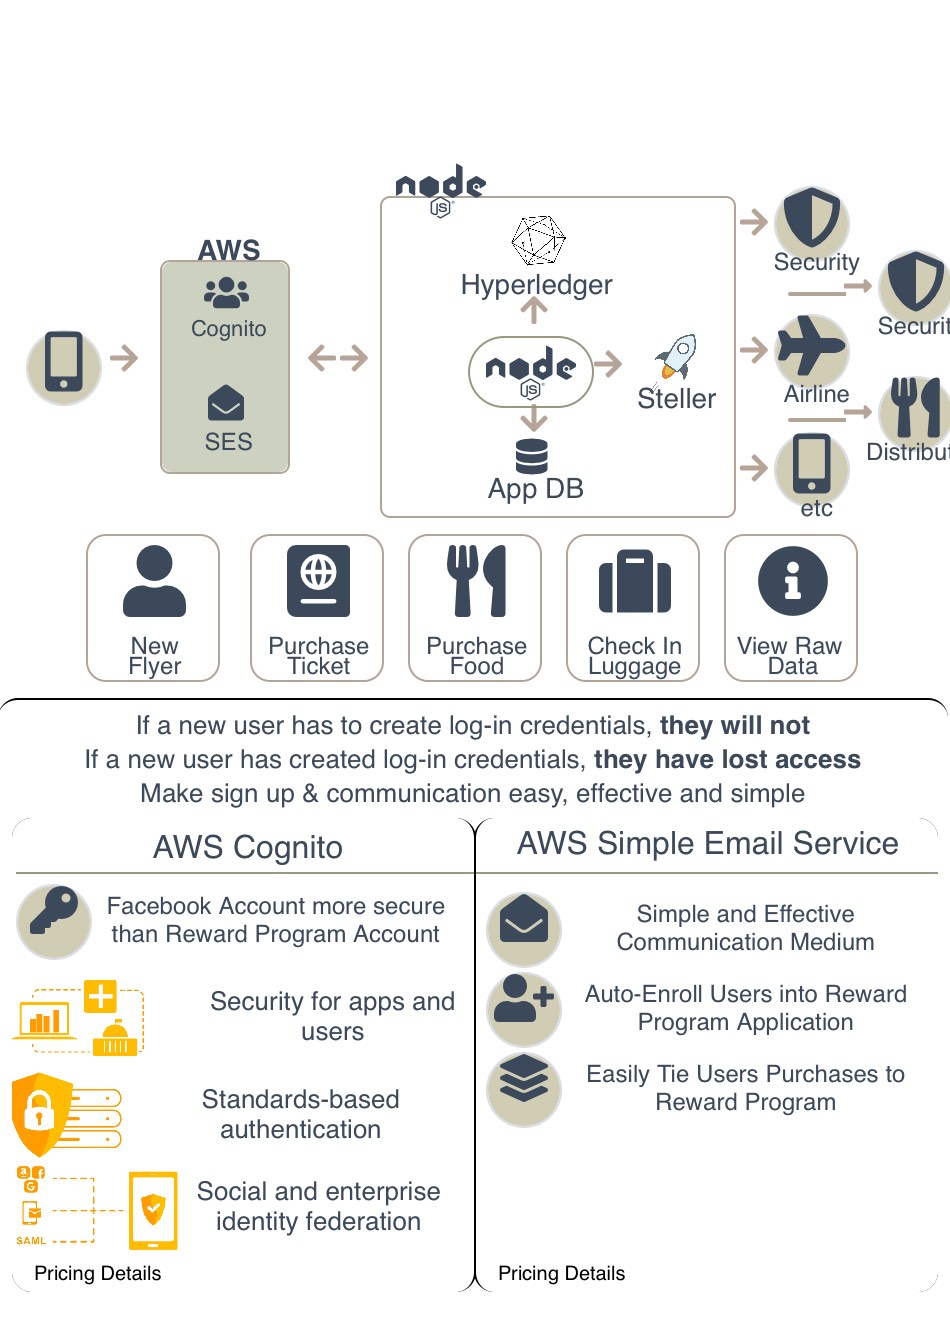 node
JS
AWS
Cognito
SES
Hyperledger
node
JS
Steller
App DB
Security
Securit
Airline
Distribut
etc
New
Flyer
Purchase
Ticket
Purchase
Food
Check In
Luggage
View Raw
Data
If a new user has to create log-in credentials, they will not
If a new user has created log-in credentials, they have lost access
Make sign up & communication easy, effective and simple
AWS Cognito
Facebook Account more secure
than Reward Program Account
Security for apps and
users
Standards-based
authentication
Social and enterprise
identity federation
SAML
Pricing Details
AWS Simple Email Service
Simple and Effective
Communication Medium
Auto-Enroll Users into Reward
Program Application
Easily Tie Users Purchases to
Reward Program
Pricing Details